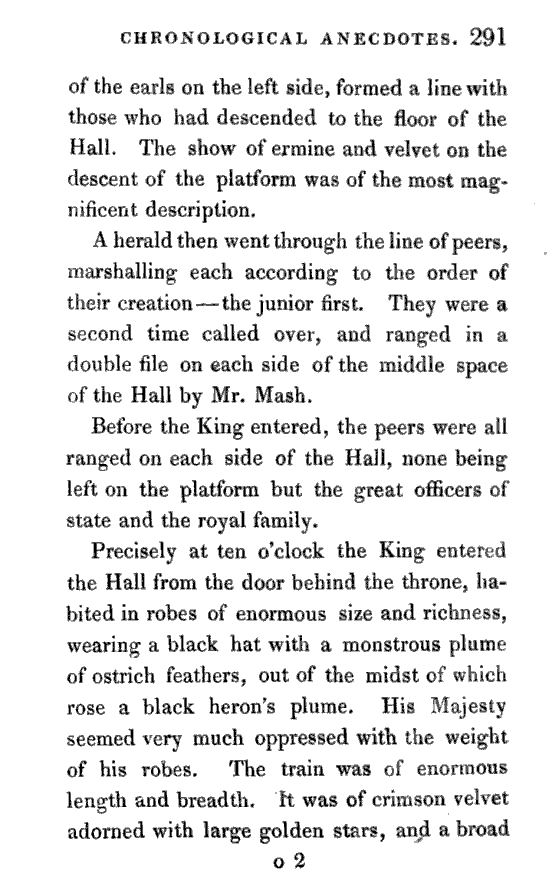 CHRONOLOGICAL ANECDOTES. 291
of the earls on the left side, formed a line with
those who had descended to the floor of the
Hall. The show of ermine and velvet on the
descent of the platform was of the most mag-
nificent description.
A herald then went through the line of peers,
marshalling each according to the order of
their creation—the junior first. They were a
second time called over, and ranged in a
double file on each side of the middle space
of the Hall by Mr. Mash.
Before the King entered, the peers were all
ranged on each side of the Hall, none being
left on the platform but the great officers of
state and the royal family.
Precisely at ten o'clock the King entered
the Hall from the door behind the throne, ha-
bited in robes of enormous size and richness,
wearing a black hat with a monstrous plume
of ostrich feathers, out of the midst of which
rose a black heron's plume. His Majesty
seemed very much oppressed with the weight
of his robes. The train was of enormous
length and breadth. It was of crimson velvet
adorned with large golden stars, and a broad
o 2